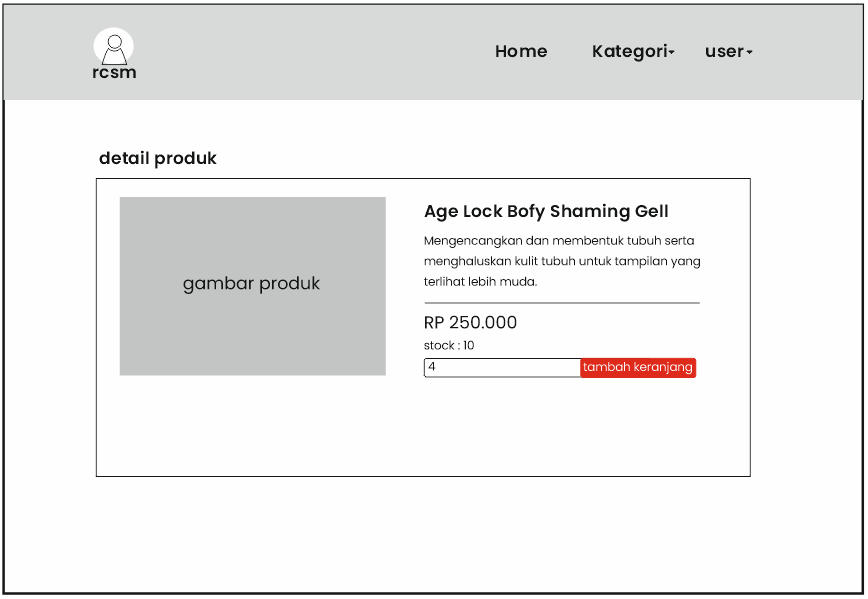 rcsm
Home Kategori user
detail produk
gambar produk
Age Lock Bofy Shaming Gell
Mengencangkan dan membentuk tubuh serta
menghaluskan kulit tubuh untuk tampilan yang
terlihat lebih muda.
RP 250.000
stock : 10
4 tambah keranjang